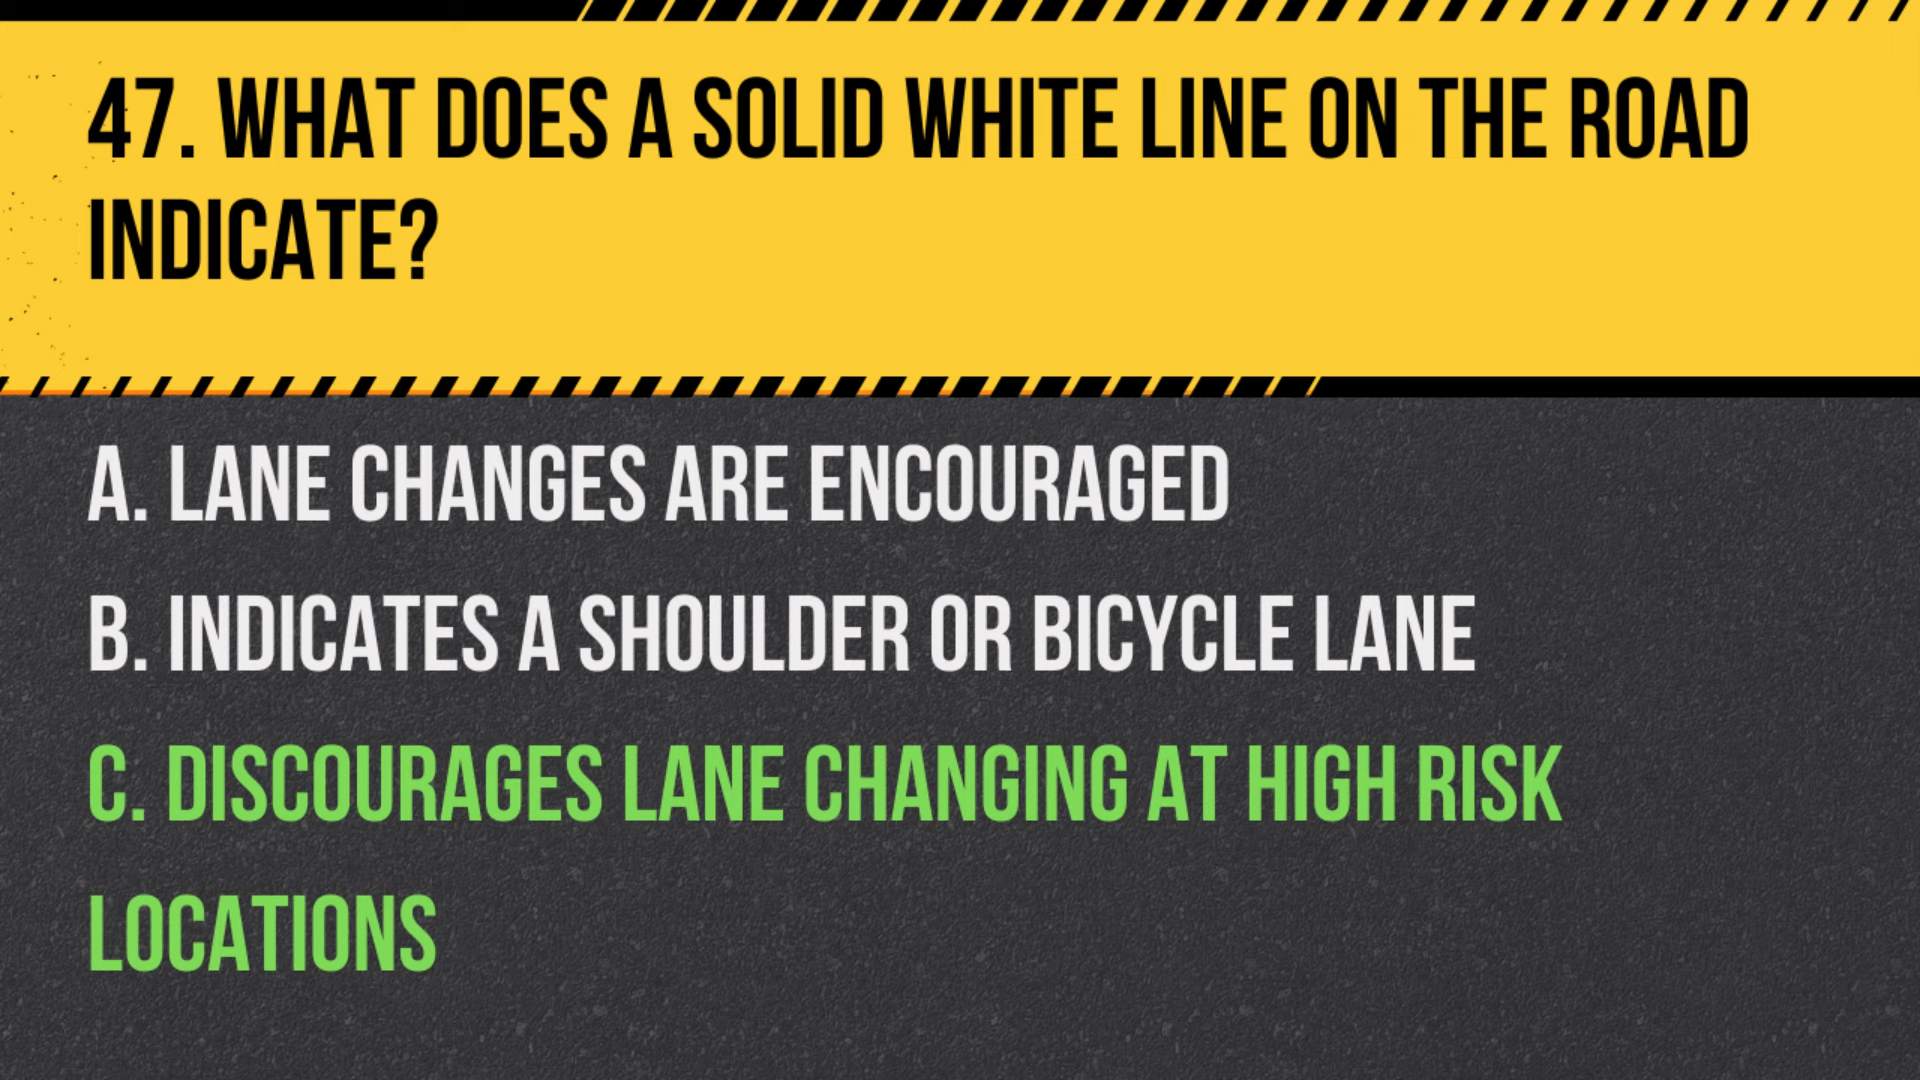 47. WHAT DOES A SOLID WHITE LINE ON THE ROAD
INDICATE?
A. LANE CHANGES ARE ENCOURAGED
B. INDICATES A SHOULDER OR BICYCLE LANE
C. DISCOURAGES LANE CHANGING AT HIGH RISK
LOCATIONS